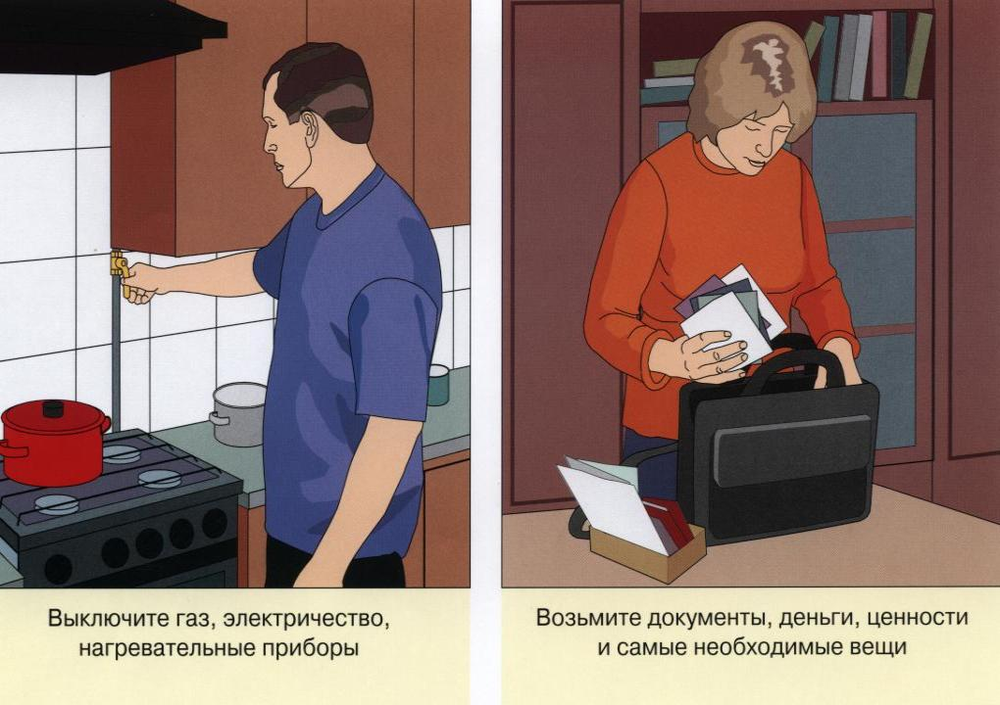 Выключите газ, электричество,
нагревательные приборы
Возьмите документы, деньги, ценности
и самые необходимые вещи